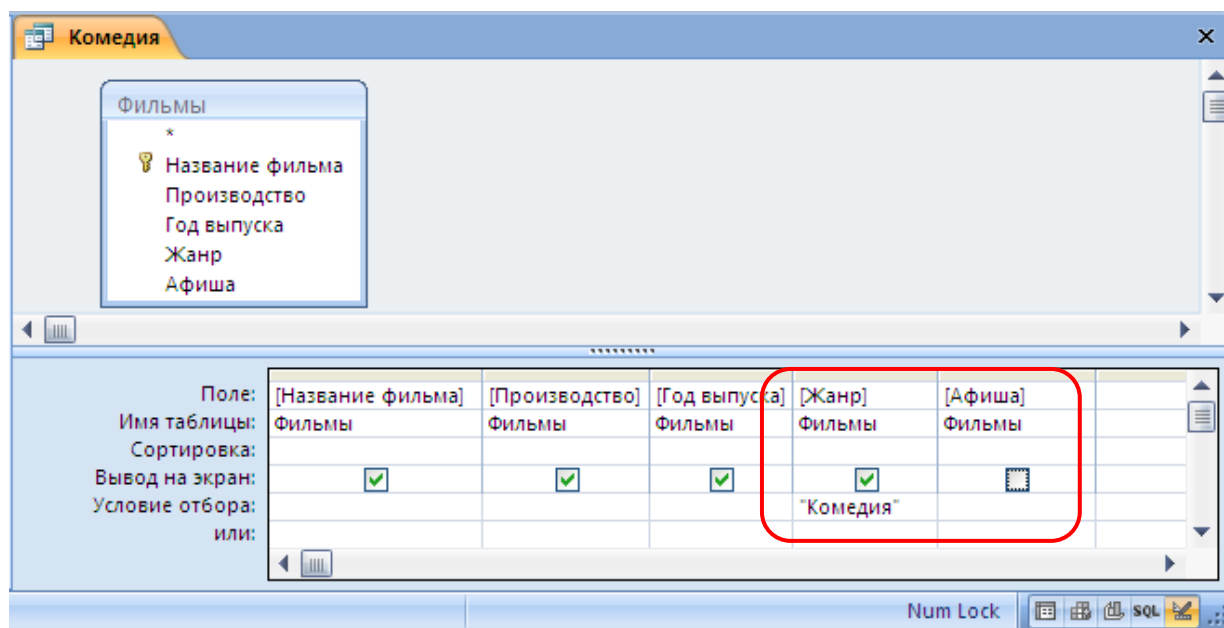 Комедия
Фильмы
*
Название фильма
Производство
Год выпуска
Жанр
Афиша
Поле: [Название фильма] [Производство] [Год выпуска] [Жанр] [Афиша]
Имя таблицы: Фильмы Фильмы Фильмы Фильмы Фильмы
Сортировка:
Вывод на экран:
Условие отбора: "Комедия"
или:
Num Lock SQL